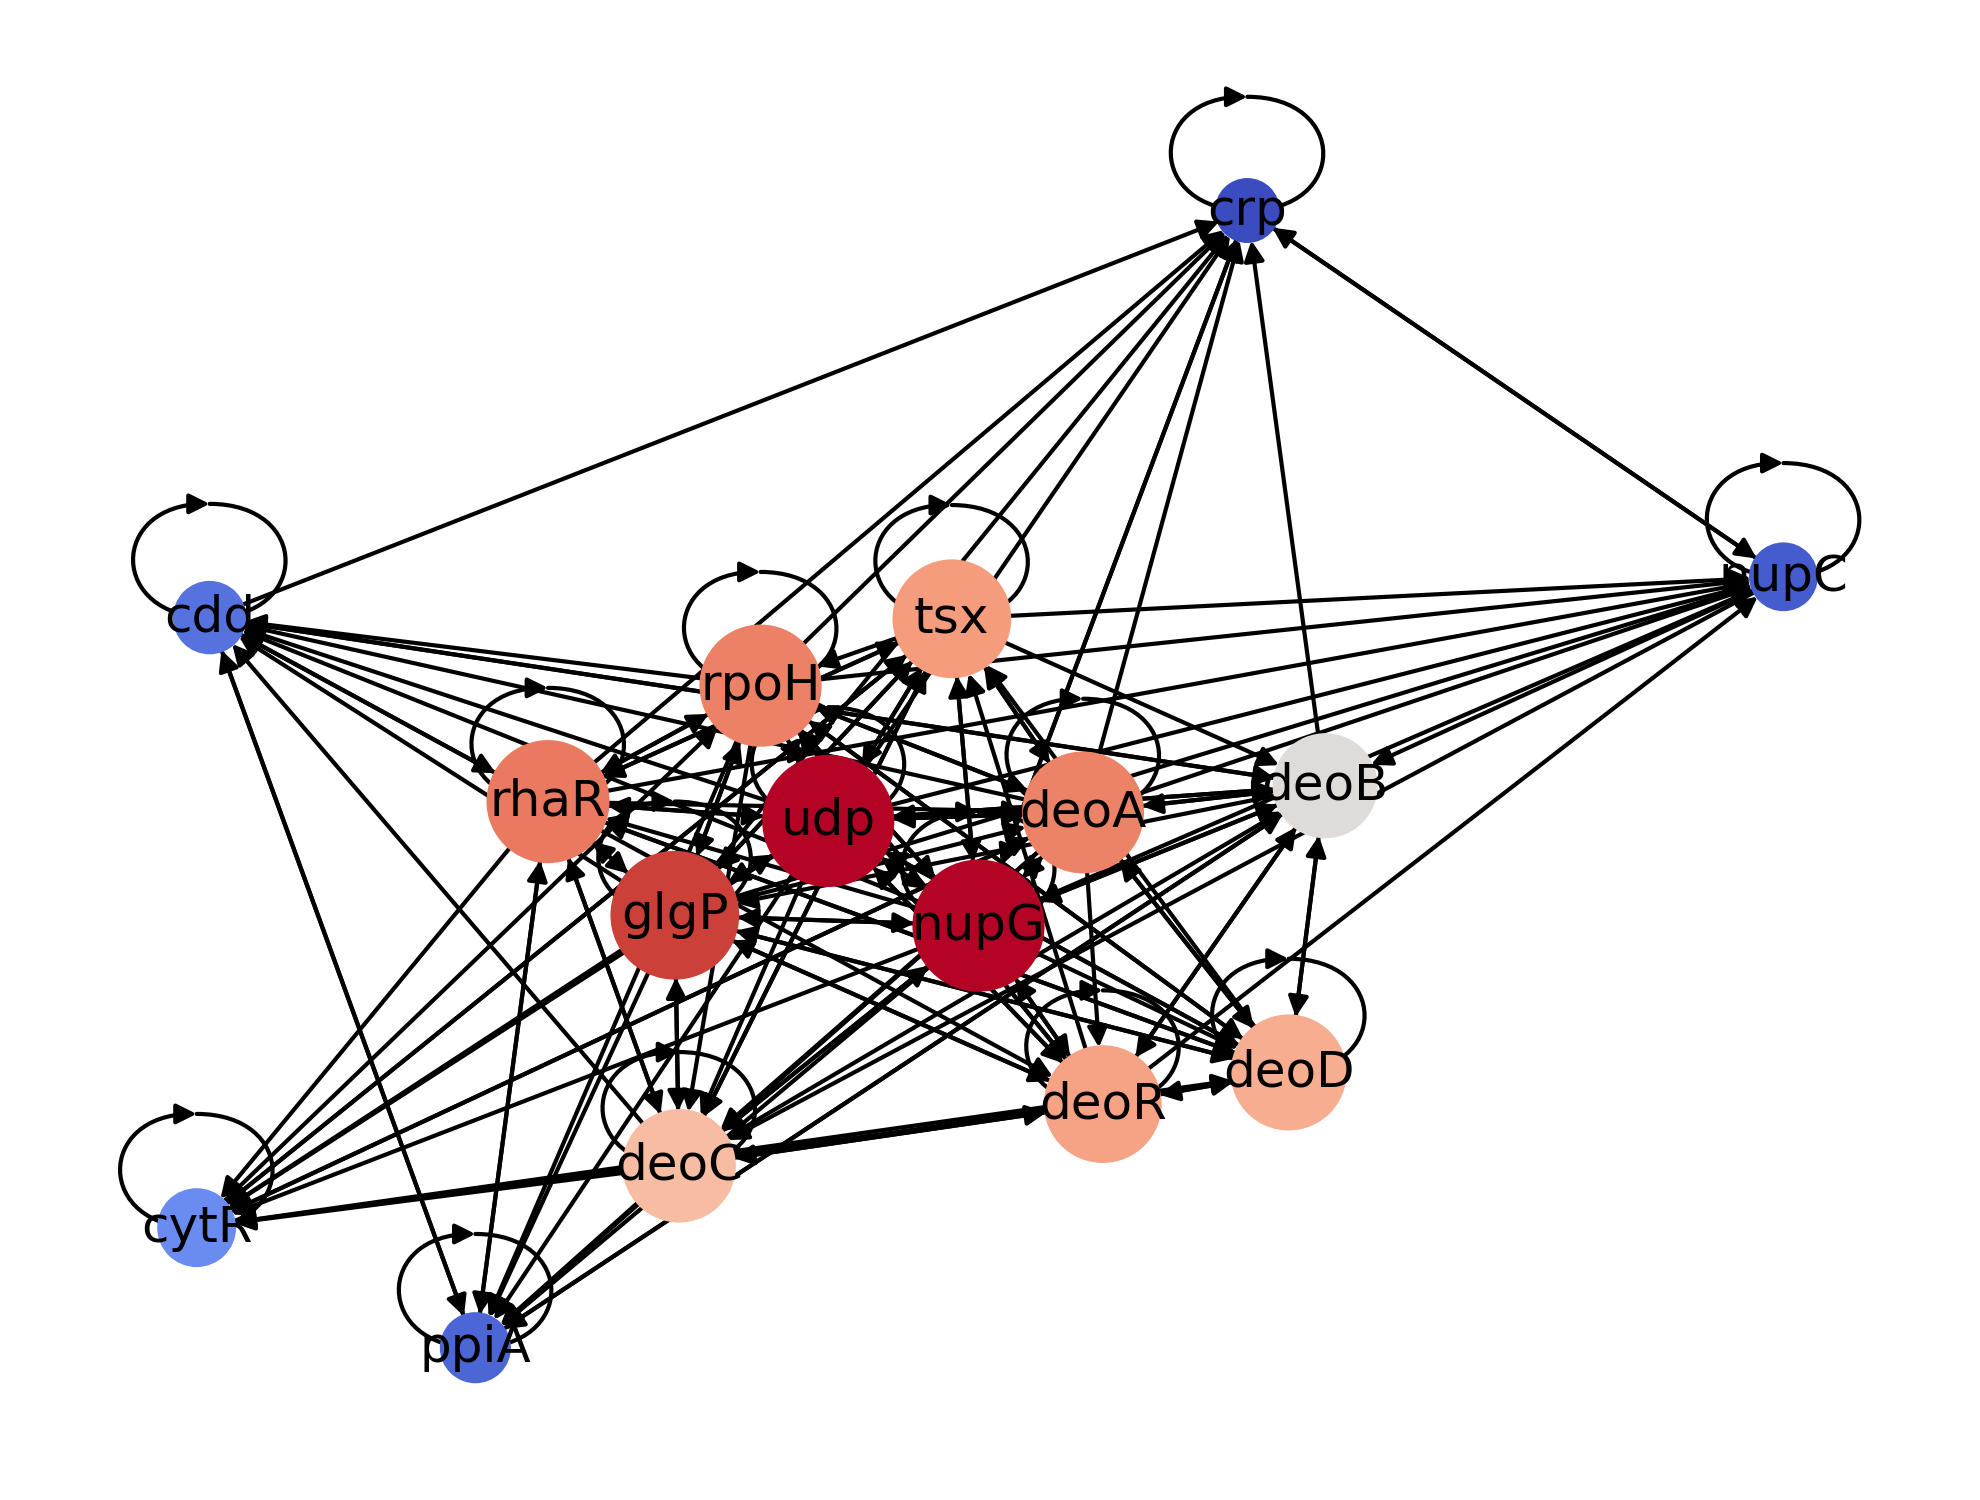 crp
nupC
cdd
tsx
rpoH
deoB
rhaR
udp
deoA
glgP
nupG
deoD
deoR
deoC
cytR
ppiA